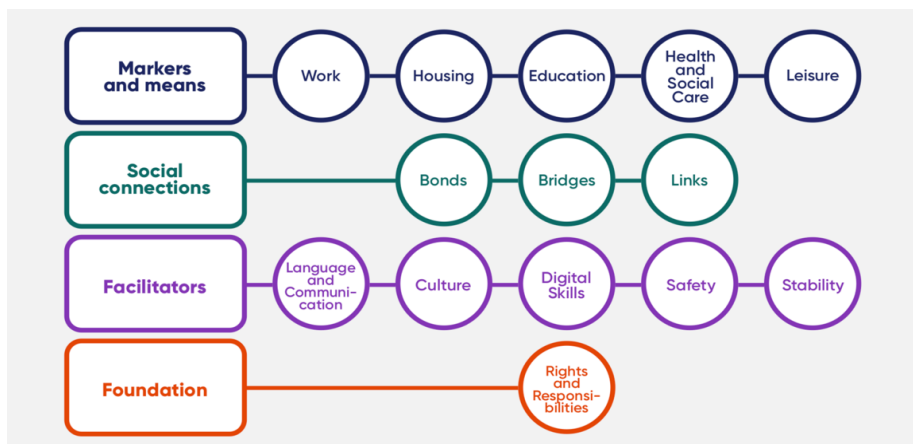 Markers
and means
Work
Housing
Education
Health
and
Social
Care
Leisure
Social
connections
Bonds
Bridges
Links
Facilitators
Language
and
Communi-
cation
Culture
Digital
Skills
Safety
Stability
Foundation
Rights
and
Responsi-
bilities